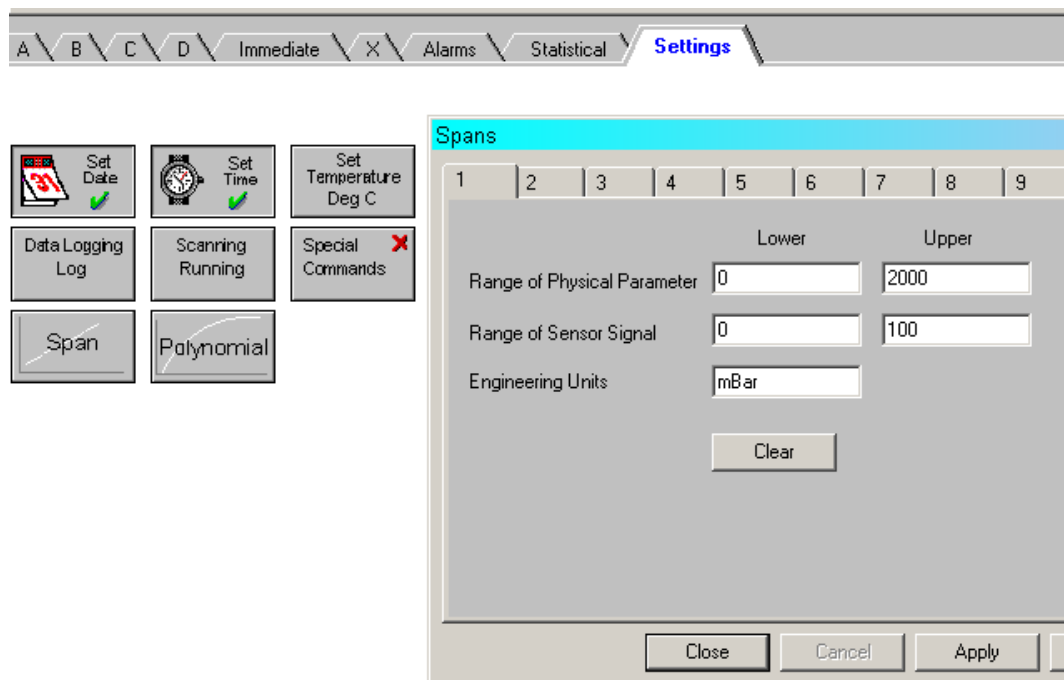 A B C D Immediate X Alarms Statistical Settings
Set Date
31
Set Time
Set Temperature Deg C
Data Logging Log
Scanning Running
Special Commands
Span
Polynomial
Spans
1 2 3 4 5 6 7 8 9
Lower Upper
Range of Physical Parameter 0 2000
Range of Sensor Signal 0 100
Engineering Units mBar
Clear
Close Cancel Apply